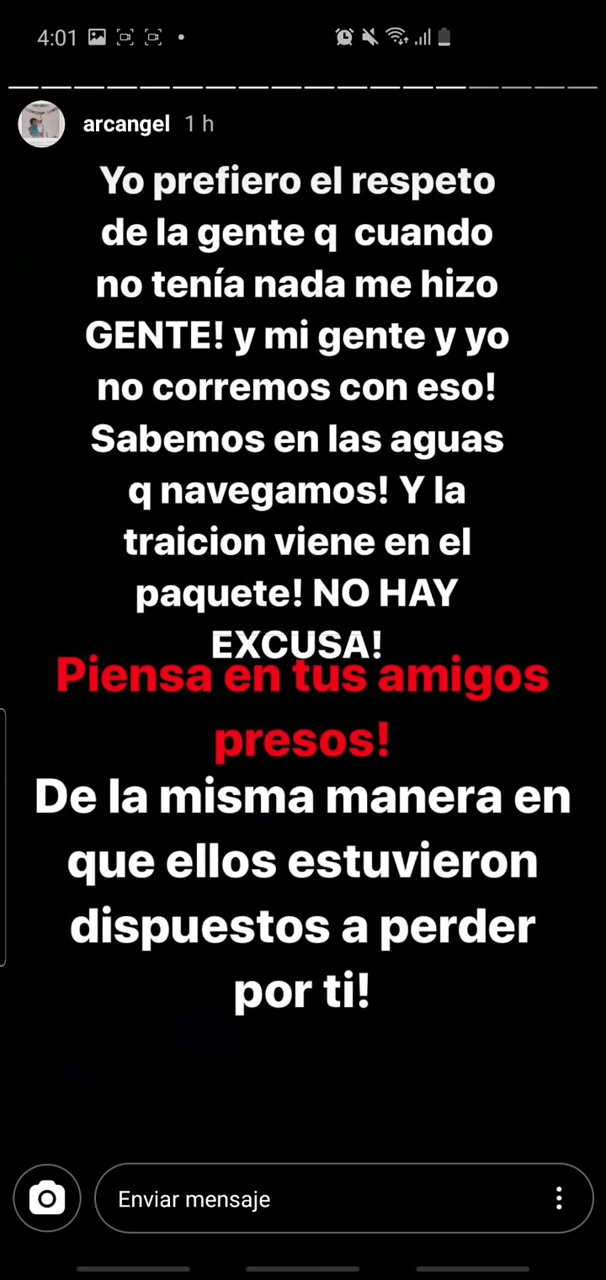 4:01
arcangel 1 h
Yo prefiero el respeto
de la gente q cuando
no tenía nada me hizo
GENTE! y mi gente y yo
no corremos con eso!
Sabemos en las aguas
q navegamos! Y la
traicion viene en el
paquete! NO HAY
EXCUSA!
Piensa en tus amigos
presos!
De la misma manera en
que ellos estuvieron
dispuestos a perder
por ti!
Enviar mensaje